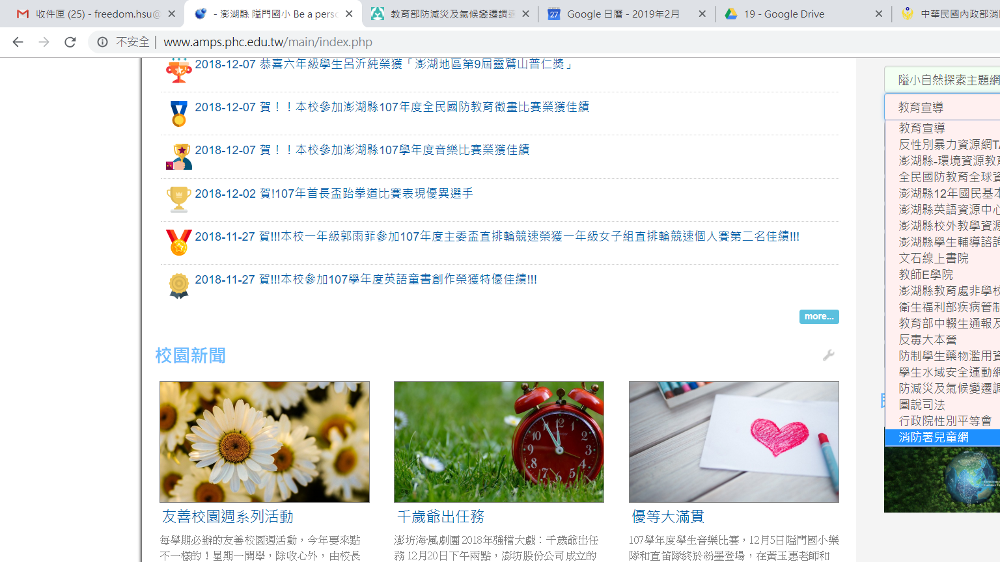 收件匣 (25) - freedom.hsu@
- 澎湖縣 隘門國小 Be a perso
教育部防減災及氣候變遷調適
Google 日曆 - 2019年2月
19 - Google Drive
中華民國內政部消防
不安全 | www.amps.phc.edu.tw/main/index.php
2018-12-07 恭喜六年級學生呂沂純榮獲「澎湖地區第9屆靈鷲山普仁獎」
2018-12-07 賀！！本校參加澎湖縣107年度全民國防教育徵畫比賽榮獲佳績
2018-12-07 賀！！本校參加澎湖縣107學年度音樂比賽榮獲佳績
2018-12-02 賀!107年首長盃跆拳道比賽表現優異選手
2018-11-27 賀!!!本校一年級郭雨菲參加107年度主委盃直排輪競速榮獲一年級女子組直排輪競速個人賽第二名佳績!!!
2018-11-27 賀!!!本校參加107學年度英語童書創作榮獲特優佳績!!!
more...
校園新聞
友善校園週系列活動
每學期必辦的友善校園週活動，今年要來點
不一樣的！星期一開學，除收心外，由校長
千歲爺出任務
澎坊海風劇團2018年強檔大戲：千歲爺出任
務 12月20日下午兩點，澎坊股份公司成立的
優等大滿貫
107學年度學生音樂比賽，12月5日隘門國小樂
隊和直笛隊終於粉墨登場，在黃玉惠老師和
隘小自然探索主題網
教育宣導
教育宣導
反性別暴力資源網TA
澎湖縣-環境資源教育
全民國防教育全球資
澎湖縣12年國民基本
澎湖縣英語資源中心
澎湖縣校外教學資源
澎湖縣學生輔導諮詢
文石線上書院
教師E學院
澎湖縣教育處非學校
衛生福利部疾病管制
教育部中輟生通報及
反毒大本營
防制學生藥物濫用資
學生水域安全運動網
防減災及氣候變遷調
圖說司法
行政院性別平等會
消防署兒童網